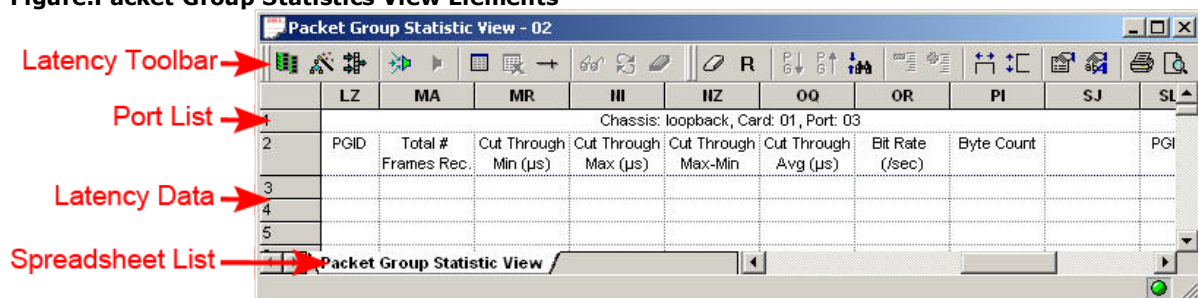 Figure.Packet Group Statistics View Elements
Packet Group Statistic View - 02
Latency Toolbar
R
LZ MA MR NI NZ OQ OR PI SJ SL
Port List
1 Chassis: loopback, Card: 01, Port: 03
2 PGID Total # Frames Rec. Cut Through Min (µs) Cut Through Max (µs) Cut Through Max-Min Cut Through Avg (µs) Bit Rate (/sec) Byte Count PGI
Latency Data
3
4
5
Spreadsheet List
Packet Group Statistic View